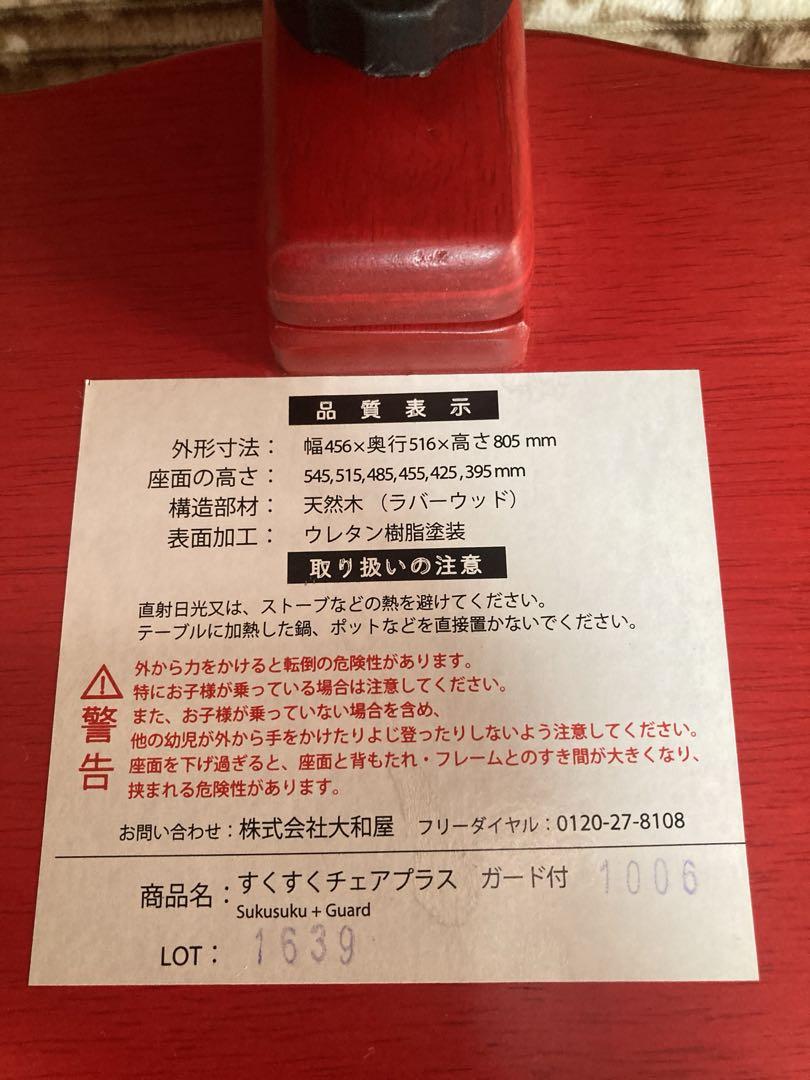 品質表示
外形寸法： 幅456×奥行516×高さ805 mm
座面の高さ： 545,515,485,455,425,395mm
構造部材： 天然木（ラバーウッド）
表面加工： ウレタン樹脂塗装
取り扱いの注意
直射日光又は、ストーブなどの熱を避けてください。
テーブルに加熱した鍋、ポットなどを直接置かないでください。
警告
外から力をかけると転倒の危険性があります。
特にお子様が乗っている場合は注意してください。
また、お子様が乗っていない場合を含め、
他の幼児が外から手をかけたりよじ登ったりしないよう注意してください。
座面を下げ過ぎると、座面と背もたれ・フレームとのすき間が大きくなり、
挟まれる危険性があります。
お問い合わせ：株式会社大和屋 フリーダイヤル：0120-27-8108
商品名：すくすくチェアプラス ガード付 1006
Sukusuku + Guard
LOT： 1639